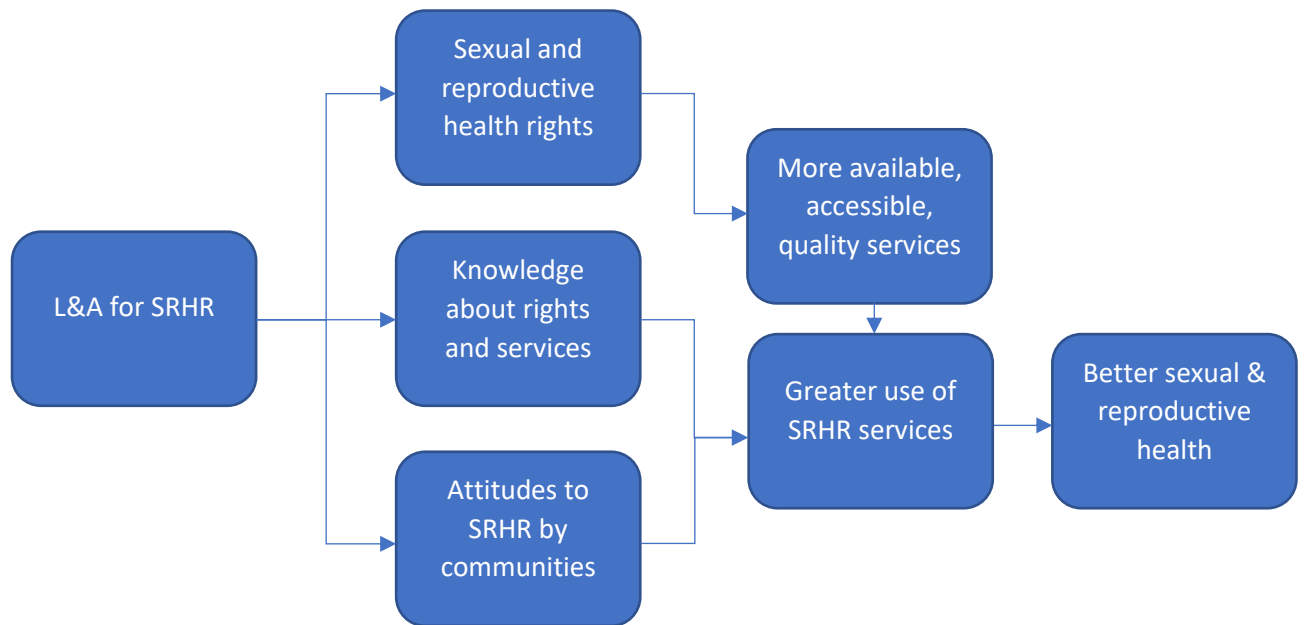 L&A for SRHR
Sexual and
reproductive
health rights
Knowledge
about rights
and services
Attitudes to
SRHR by
communities
More available,
accessible,
quality services
Greater use of
SRHR services
Better sexual &
reproductive
health